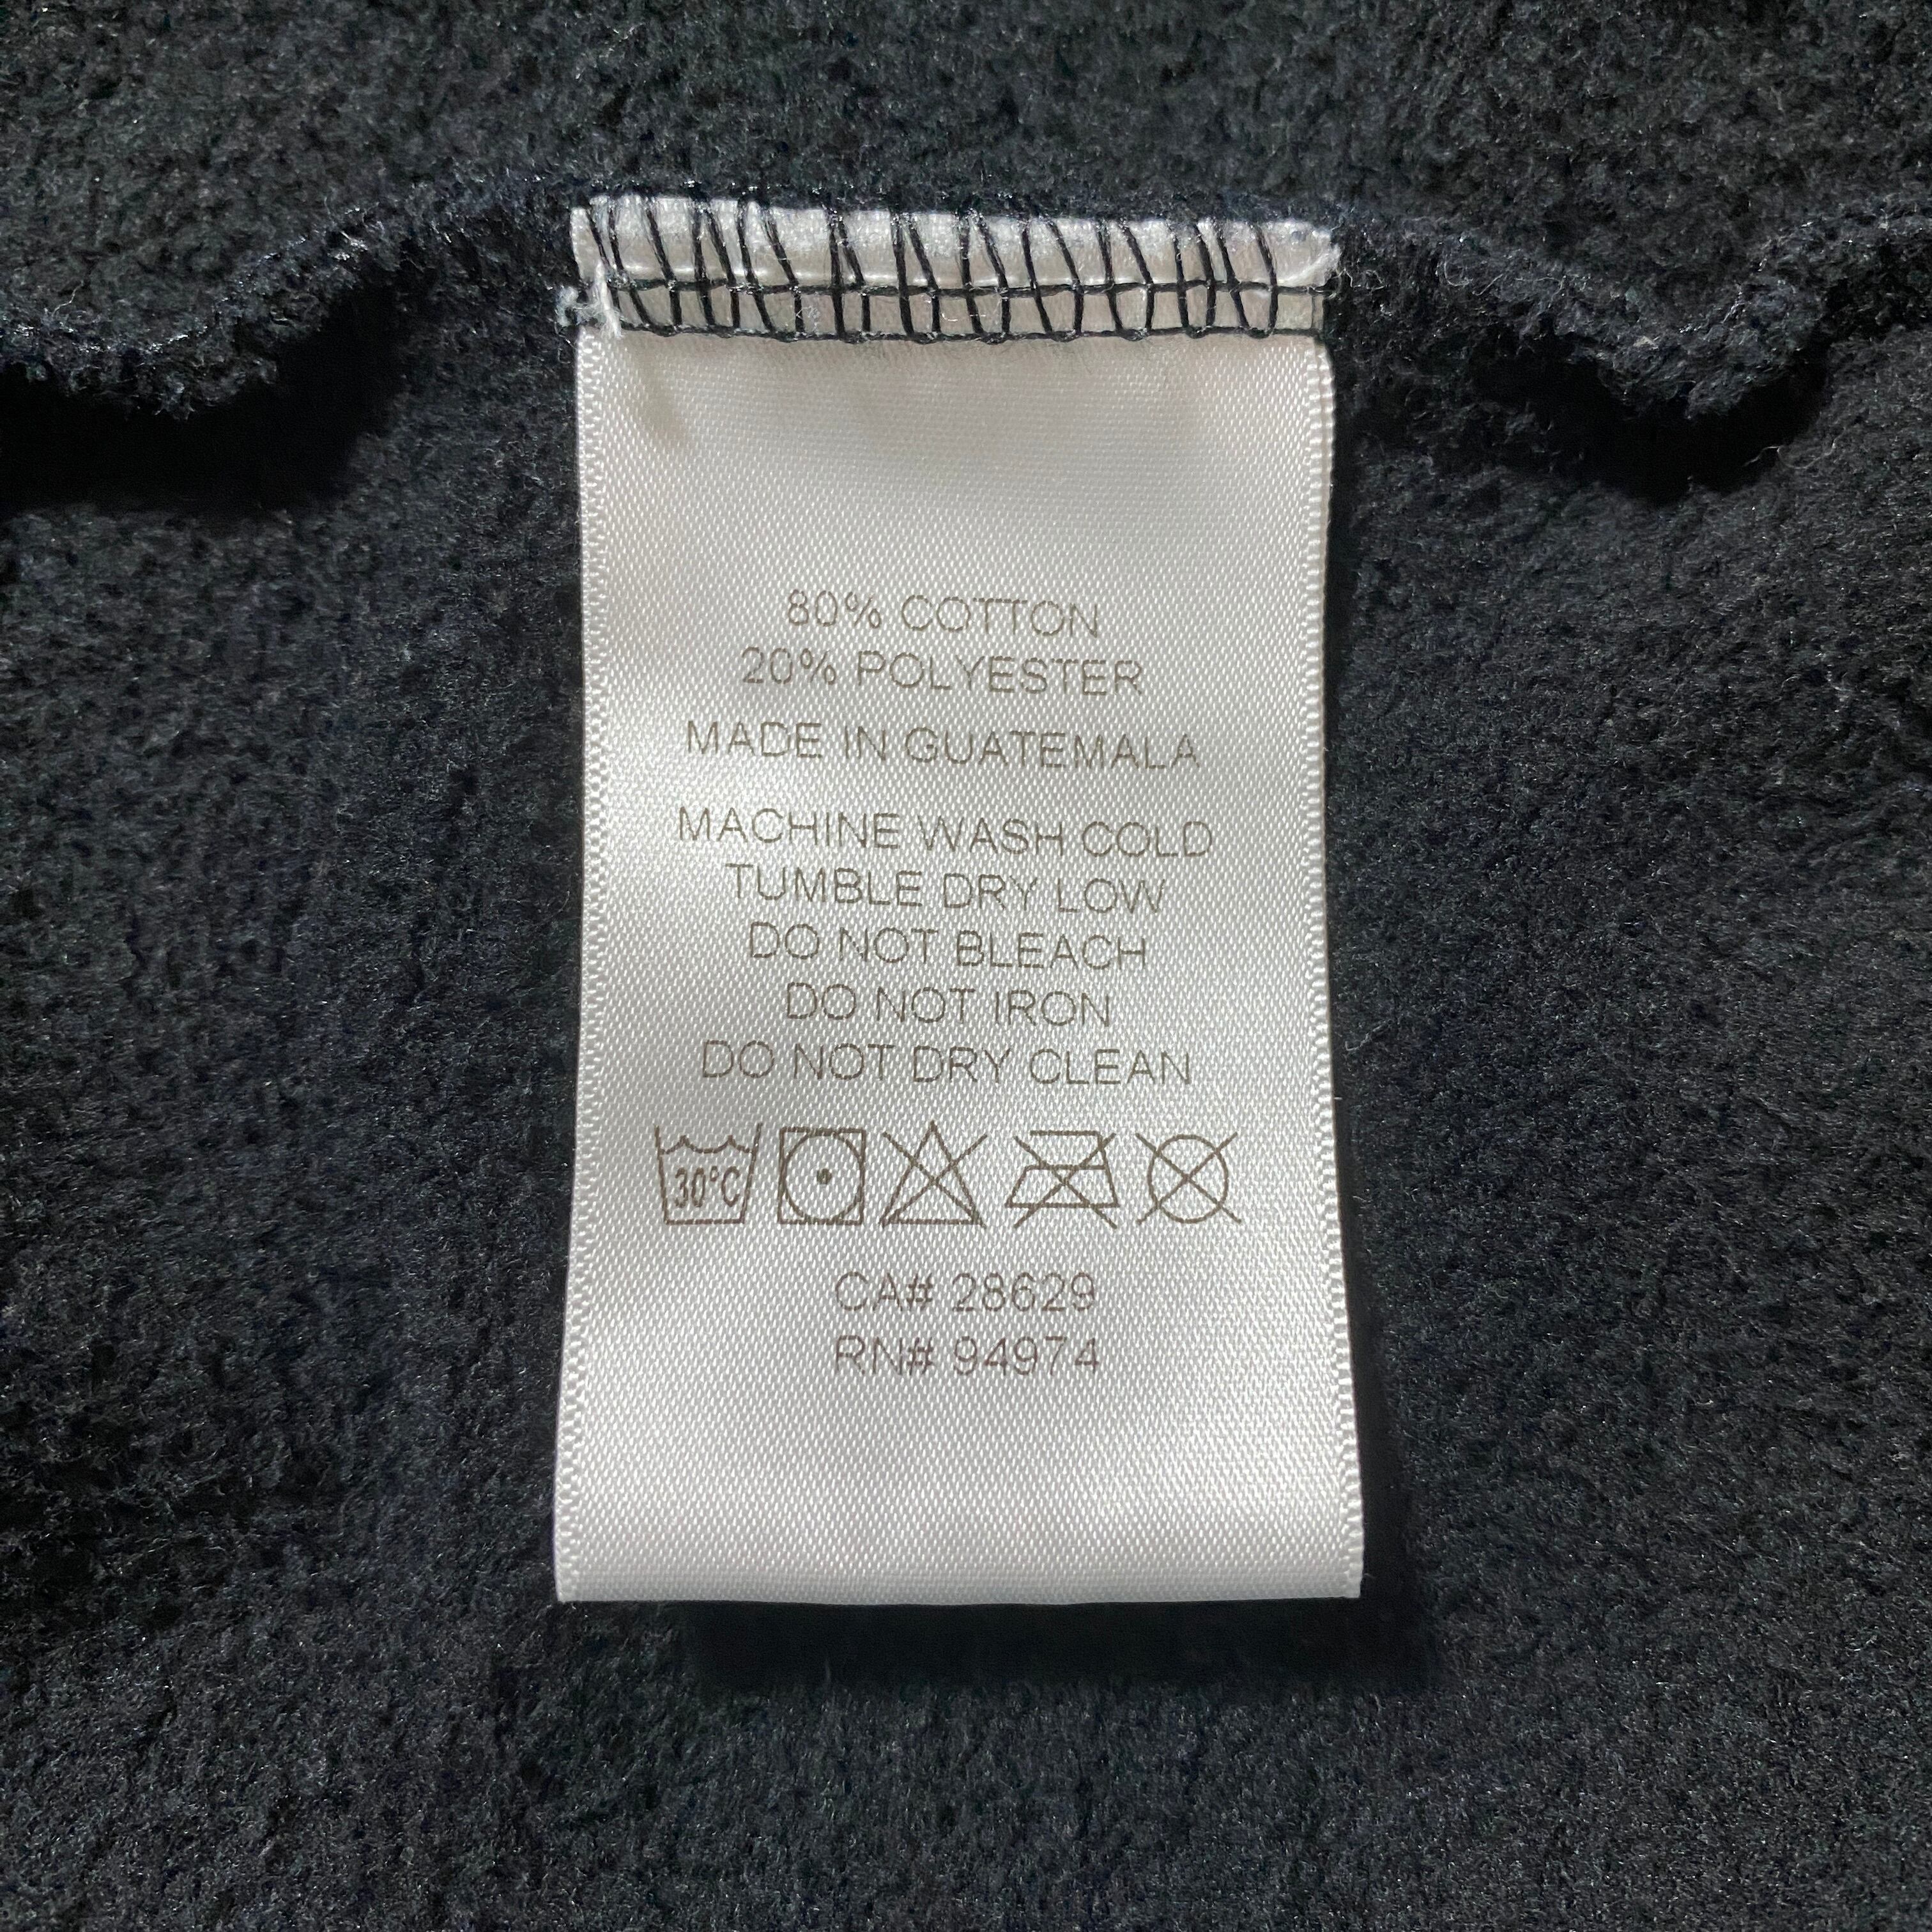 80% COTTON
20% POLYESTER
MADE IN GUATEMALA
MACHINE WASH COLD
TUMBLE DRY LOW
DO NOT BLEACH
DO NOT IRON
DO NOT DRY CLEAN
30°C
CA# 28629
RN# 94974